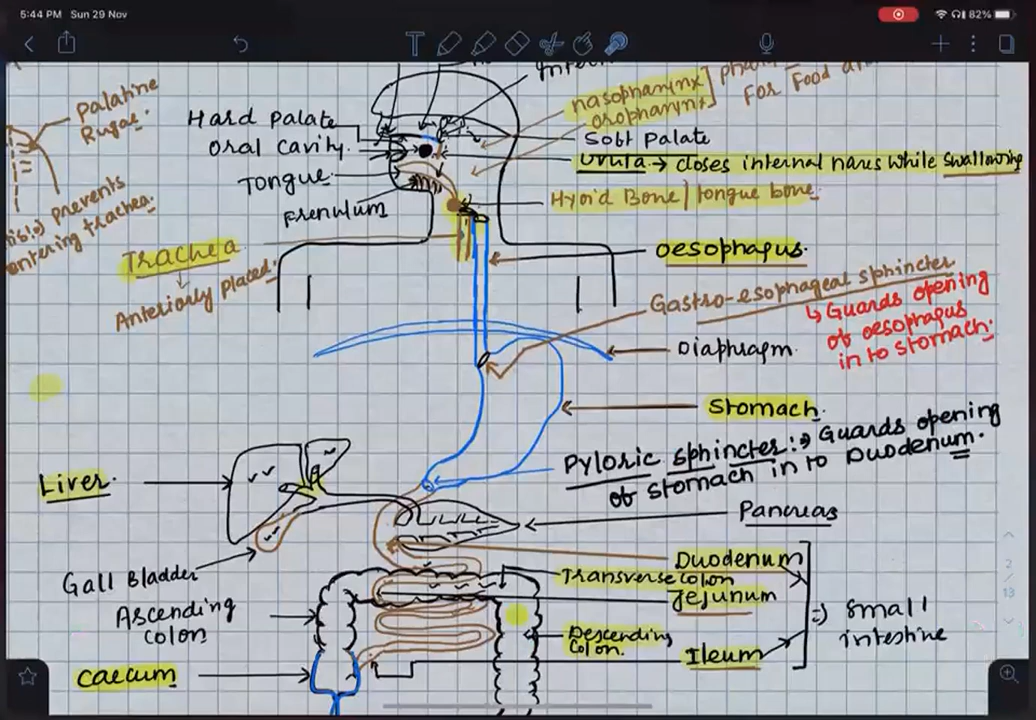 5:44 PM Sun 29 Nov
82%
T
Palatine
Rugae.
prevents
entering trachea.
Hard Palate
oral cavity.
Tongue
Frenulum
Trachea
Anteriorly placed.
nasopharynx
oropharynx
For Food
Sobt Palate
Uvula → closes internal nares while swallowing
Hyoid Bone/tongue bone.
oesophagus.
Gastro-esophageal sphincter
↳ Guards opening
of oesophagus
in to stomach.
Diaphragm.
Stomach.
Pyloric sphincter:→ Guards opening
of stomach in to Duodenum.
Liver.
Pancreas
Gall Bladder
Ascending
colon
Caecum
Duodenum
Transverse colon
Jejunum
Descending
colon.
Ileum
:) Small
intestine
2
13